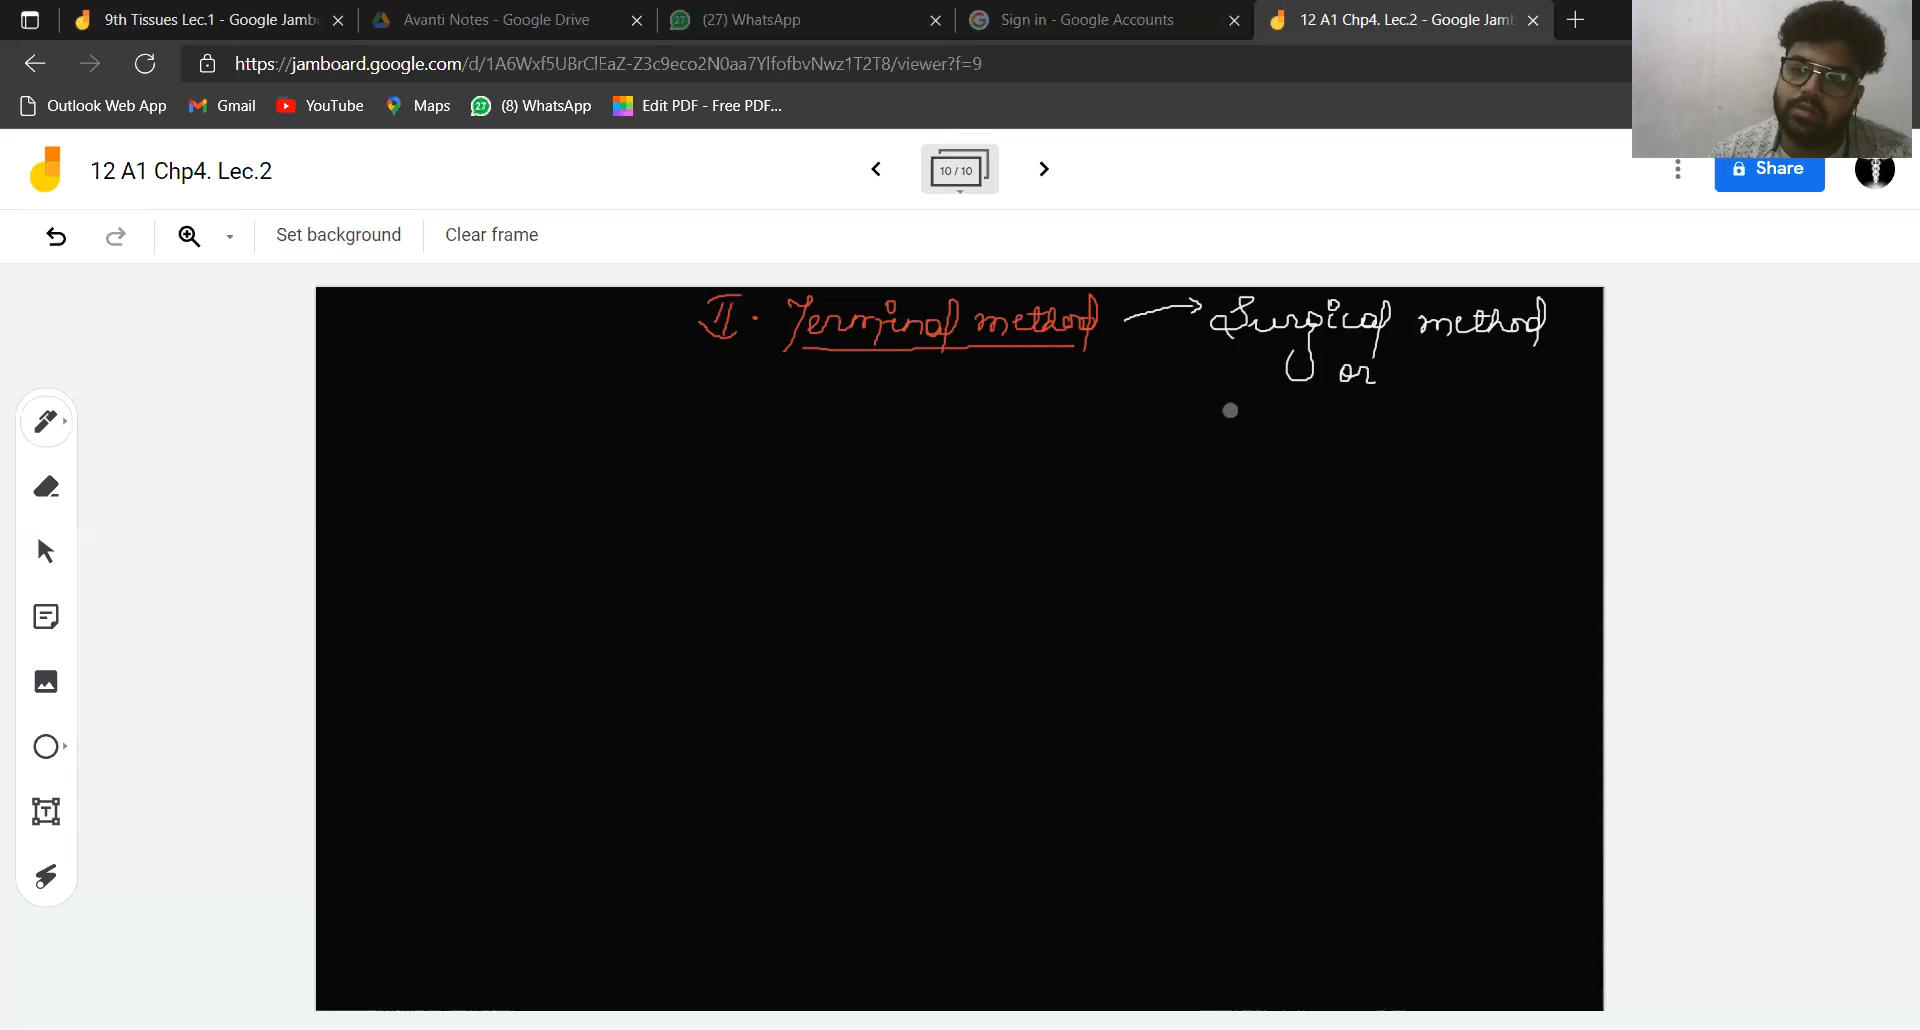 9th Tissues Lec.1 - Google Jamb
Avanti Notes - Google Drive
(27) WhatsApp
Sign in - Google Accounts
12 A1 Chp4. Lec.2 - Google Jamb
https://jamboard.google.com/d/1A6Wxf5UBrClEaZ-Z3c9eco2N0aa7YlfofbvNwz1T2T8/viewer?f=9
Outlook Web App
Gmail
YouTube
Maps
27
(8) WhatsApp
Edit PDF - Free PDF...
12 A1 Chp4. Lec.2
10 / 10
Share
Set background
Clear frame
II. Terminal method → Surgical method
or